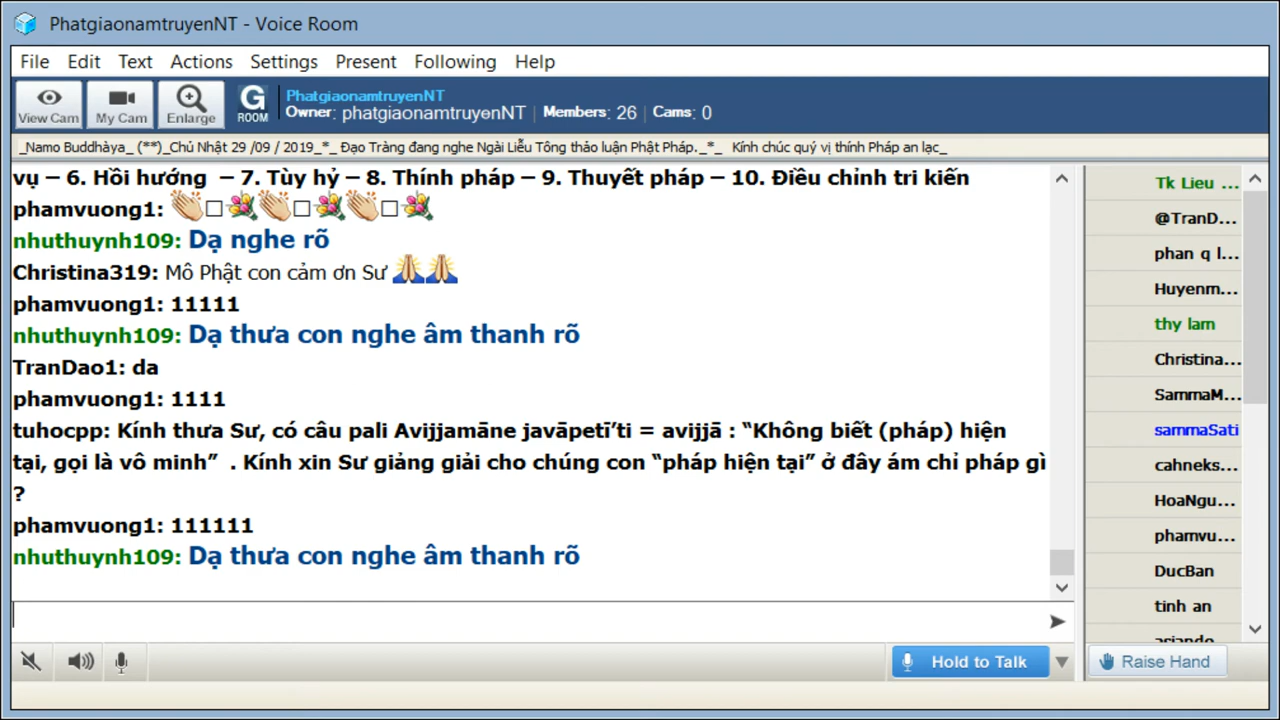 PhatgiaonamtruyenNT - Voice Room
File Edit Text Actions Settings Present Following Help
View Cam My Cam Enlarge G ROOM
PhatgiaonamtruyenNT
Owner: phatgiaonamtruyenNT | Members: 26 | Cams: 0
_Namo Buddhàya_ (**)_Chủ Nhật 29 /09 / 2019_*_ Đạo Tràng đang nghe Ngài Liễu Tông thảo luận Phật Pháp._*_ Kính chúc quý vị thính Pháp an lạc_
vụ – 6. Hồi hướng – 7. Tùy hỷ – 8. Thính pháp – 9. Thuyết pháp – 10. Điều chỉnh tri kiến
phamvuong1: 👏□💐👏□💐👏□💐
nhuthuynh109: Dạ nghe rõ
Christina319: Mô Phật con cảm ơn Sư 🙏🙏
phamvuong1: 11111
nhuthuynh109: Dạ thưa con nghe âm thanh rõ
TranDao1: da
phamvuong1: 1111
tuhocpp: Kính thưa Sư, có câu pali Avijjamāne javāpetī’ti = avijjā : “Không biết (pháp) hiện
tại, gọi là vô minh” . Kính xin Sư giảng giải cho chúng con “pháp hiện tại” ở đây ám chỉ pháp gì
?
phamvuong1: 111111
nhuthuynh109: Dạ thưa con nghe âm thanh rõ
Tk Lieu ...
@TranD...
phan q l...
Huyenm...
thy lam
Christina...
SammaM...
sammaSati
cahneks...
HoaNgu...
phamvu...
DucBan
tinh an
Hold to Talk
Raise Hand